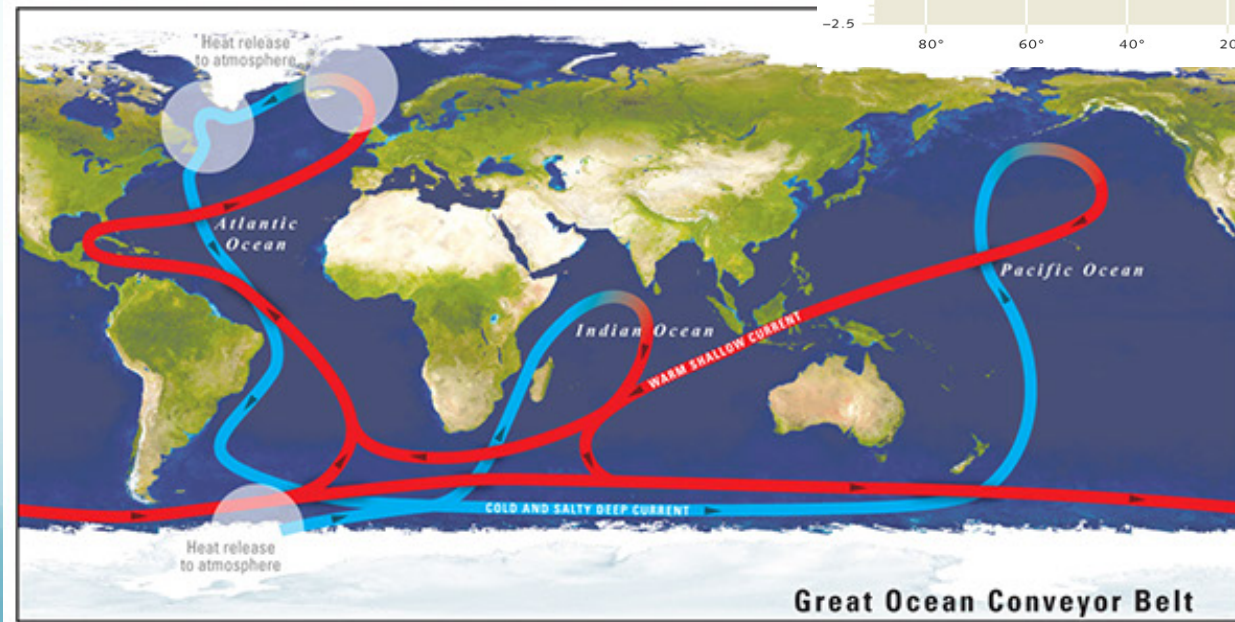 −2.5
80° 60° 40° 20
Heat release
to atmosphere
Atlantic
Ocean
Pacific Ocean
Indian Ocean
WARM SHALLOW CURRENT
COLD AND SALTY DEEP CURRENT
Heat release
to atmosphere
Great Ocean Conveyor Belt